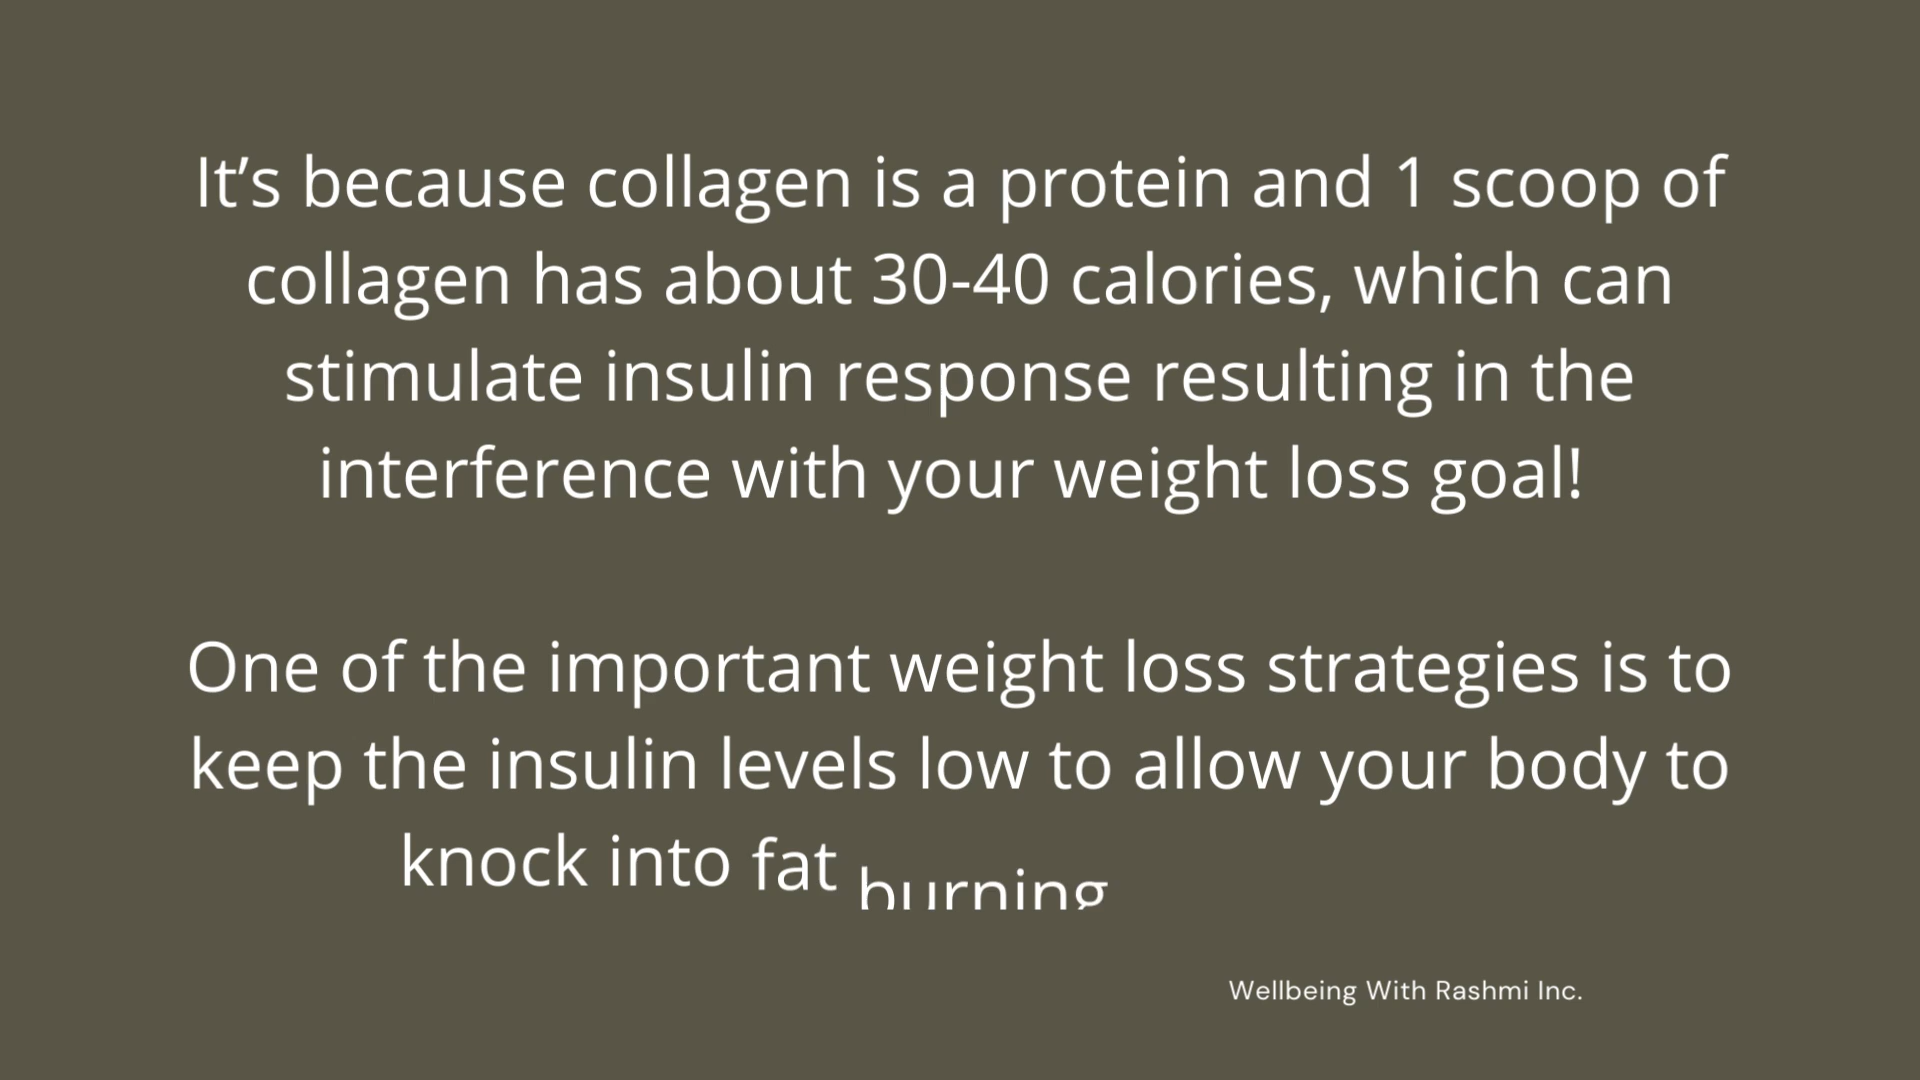 It’s because collagen is a protein and 1 scoop of
collagen has about 30-40 calories, which can
stimulate insulin response resulting in the
interference with your weight loss goal!
One of the important weight loss strategies is to
keep the insulin levels low to allow your body to
knock into fat burning
Wellbeing With Rashmi Inc.